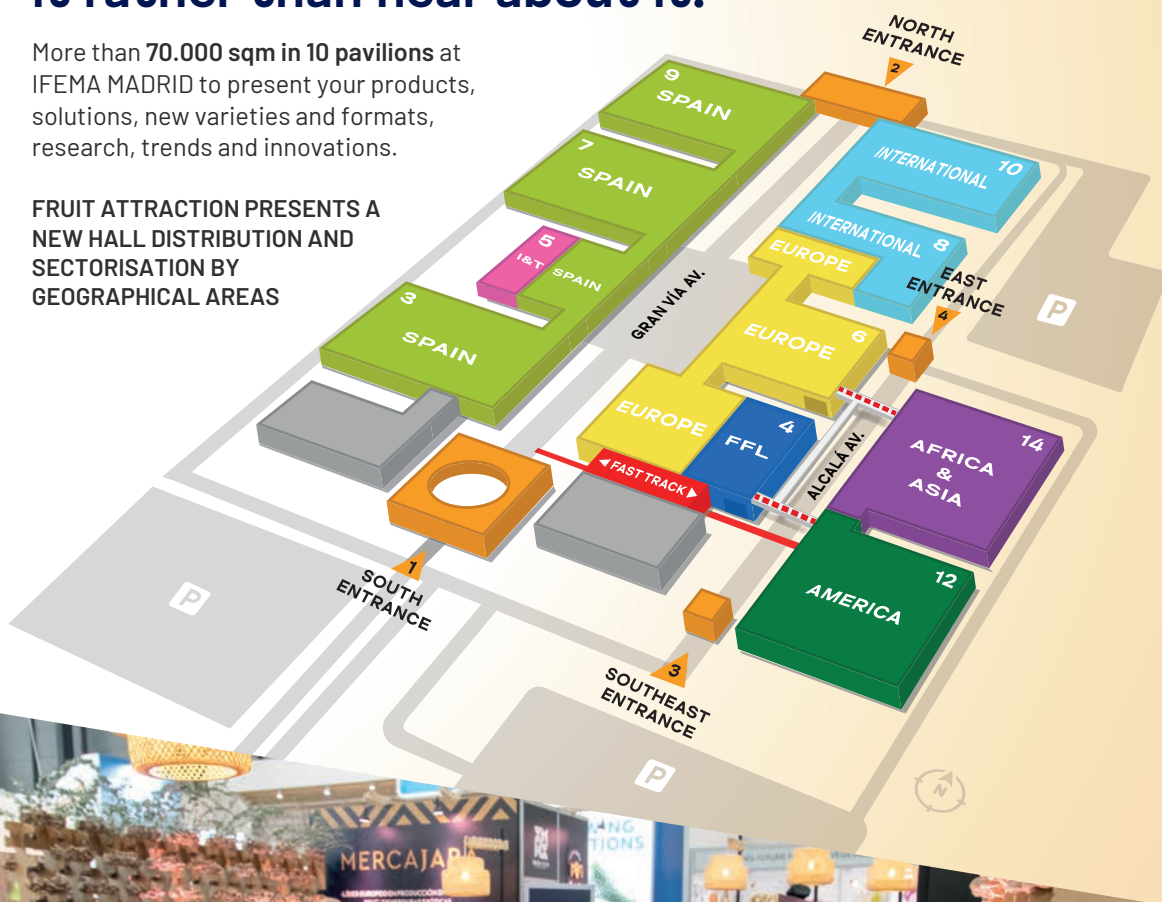 More than 70.000 sqm in 10 pavilions at
IFEMA MADRID to present your products,
solutions, new varieties and formats,
research, trends and innovations.
FRUIT ATTRACTION PRESENTS A
NEW HALL DISTRIBUTION AND
SECTORISATION BY
GEOGRAPHICAL AREAS
NORTH
ENTRANCE
2
9
SPAIN
7
SPAIN
5
I&T
SPAIN
3
SPAIN
INTERNATIONAL
10
INTERNATIONAL
8
EUROPE
EAST
ENTRANCE
4
P
GRAN VÍA AV.
EUROPE
6
EUROPE
4
FFL
FAST TRACK
ALCALÁ AV.
14
AFRICA
&
ASIA
12
AMERICA
1
SOUTH
ENTRANCE
P
3
SOUTHEAST
ENTRANCE
P
N